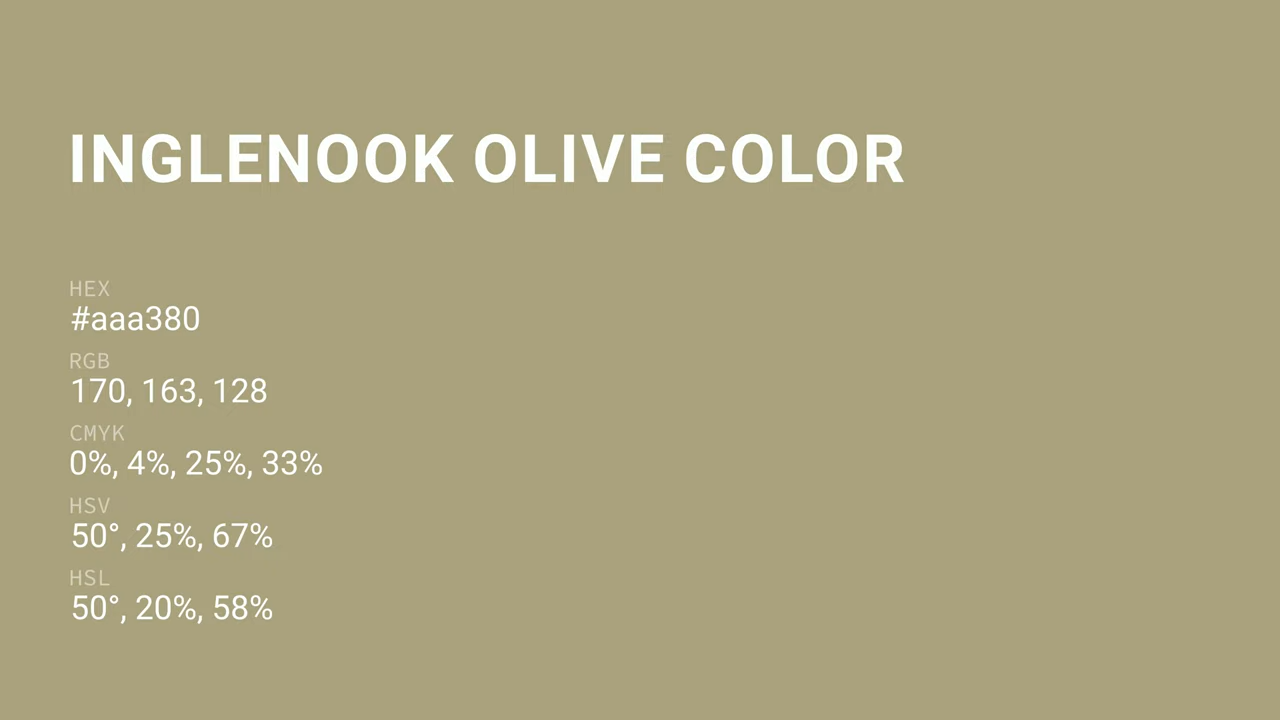 INGLENOOK OLIVE COLOR
HEX
#aaa380
RGB
170, 163, 128
CMYK
0%, 4%, 25%, 33%
HSV
50°, 25%, 67%
HSL
50°, 20%, 58%